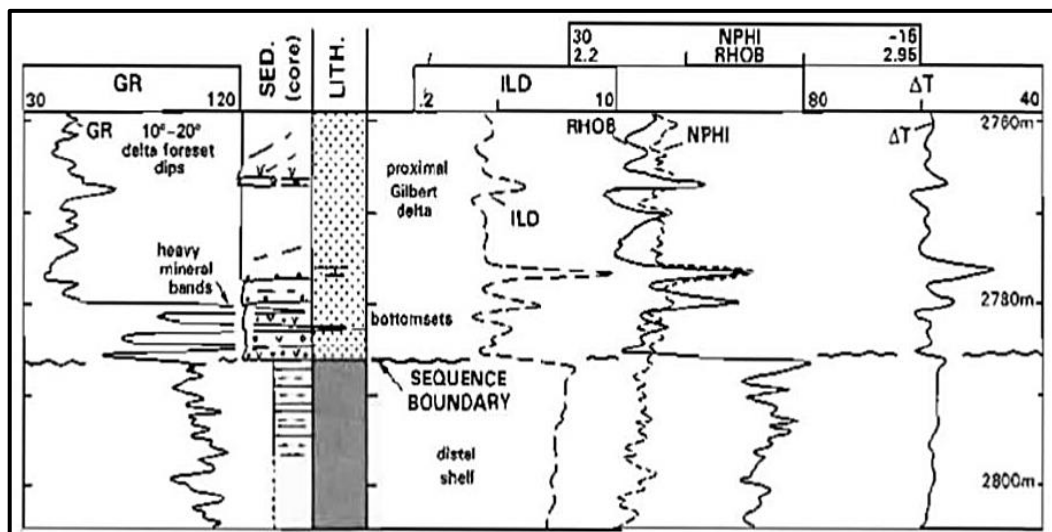 30 NPHI -15
2.2 RHOB 2.95
GR SED. (core) LITH. ILD ΔT
30 120 .2 10 80 40
GR 10°-20° delta foreset dips
RHOB NPHI ΔT 2760m
proximal Gilbert delta
ILD
heavy mineral bands
2780m
bottomsets
SEQUENCE BOUNDARY
distal shelf
2800m